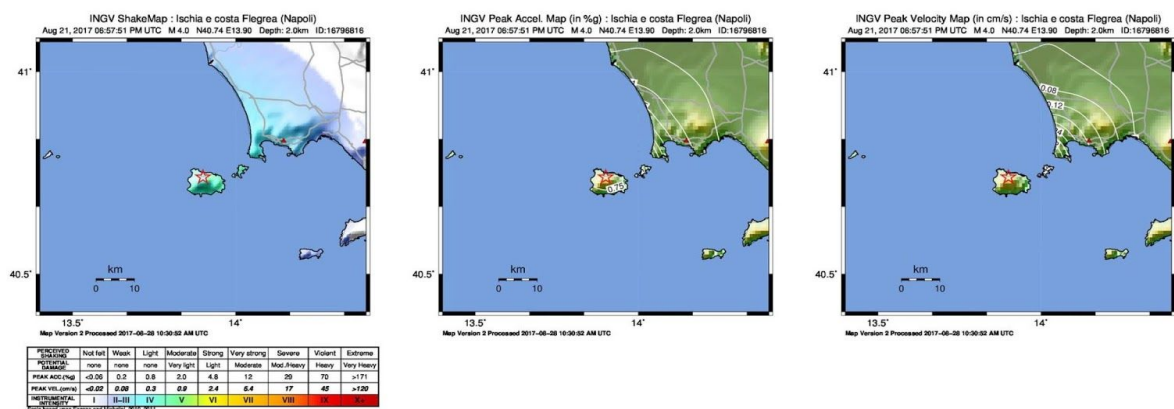 INGV ShakeMap : Ischia e costa Flegrea (Napoli)
Aug 21, 2017 06:57:51 PM UTC M 4.0 N40.74 E13.90 Depth: 2.0km ID:16796816
41°
40.5°
km
0 10
13.5° 14°
Map Version 2 Processed 2017-08-28 10:30:52 AM UTC
INGV Peak Accel. Map (in %g) : Ischia e costa Flegrea (Napoli)
Aug 21, 2017 06:57:51 PM UTC M 4.0 N40.74 E13.90 Depth: 2.0km ID:16796816
41°
0.75
40.5°
km
0 10
13.5° 14°
Map Version 2 Processed 2017-08-28 10:30:52 AM UTC
INGV Peak Velocity Map (in cm/s) : Ischia e costa Flegrea (Napoli)
Aug 21, 2017 06:57:51 PM UTC M 4.0 N40.74 E13.90 Depth: 2.0km ID:16796816
41°
0.08
0.12
40.5°
km
0 10
13.5° 14°
Map Version 2 Processed 2017-08-28 10:30:52 AM UTC
PERCEIVED SHAKING Not felt Weak Light Moderate Strong Very strong Severe Violent Extreme
POTENTIAL DAMAGE none none none Very light Light Moderate Mod./Heavy Heavy Very Heavy
PEAK ACC.(%g) <0.06 0.2 0.8 2.0 4.8 12 29 70 >171
PEAK VEL.(cm/s) <0.02 0.08 0.3 0.9 2.4 6.4 17 45 >120
INSTRUMENTAL INTENSITY I II-III IV V VI VII VIII IX X+